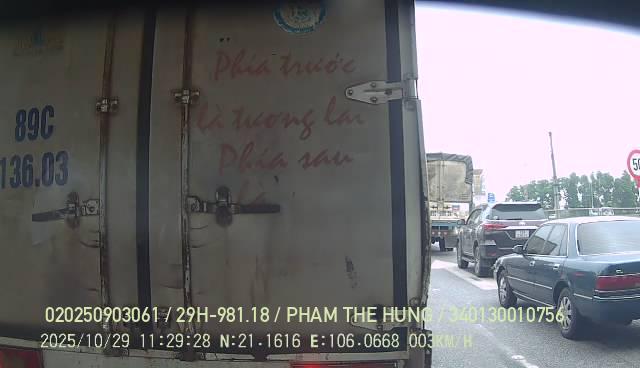 Phía trước
là tương lai
Phía sau
89C
136.03
50
020250903061 / 29H-981.18 / PHAM THE HUNG / 340130010756
2025/10/29 11:29:28 N:21.1616 E:106.0668 003KM/H